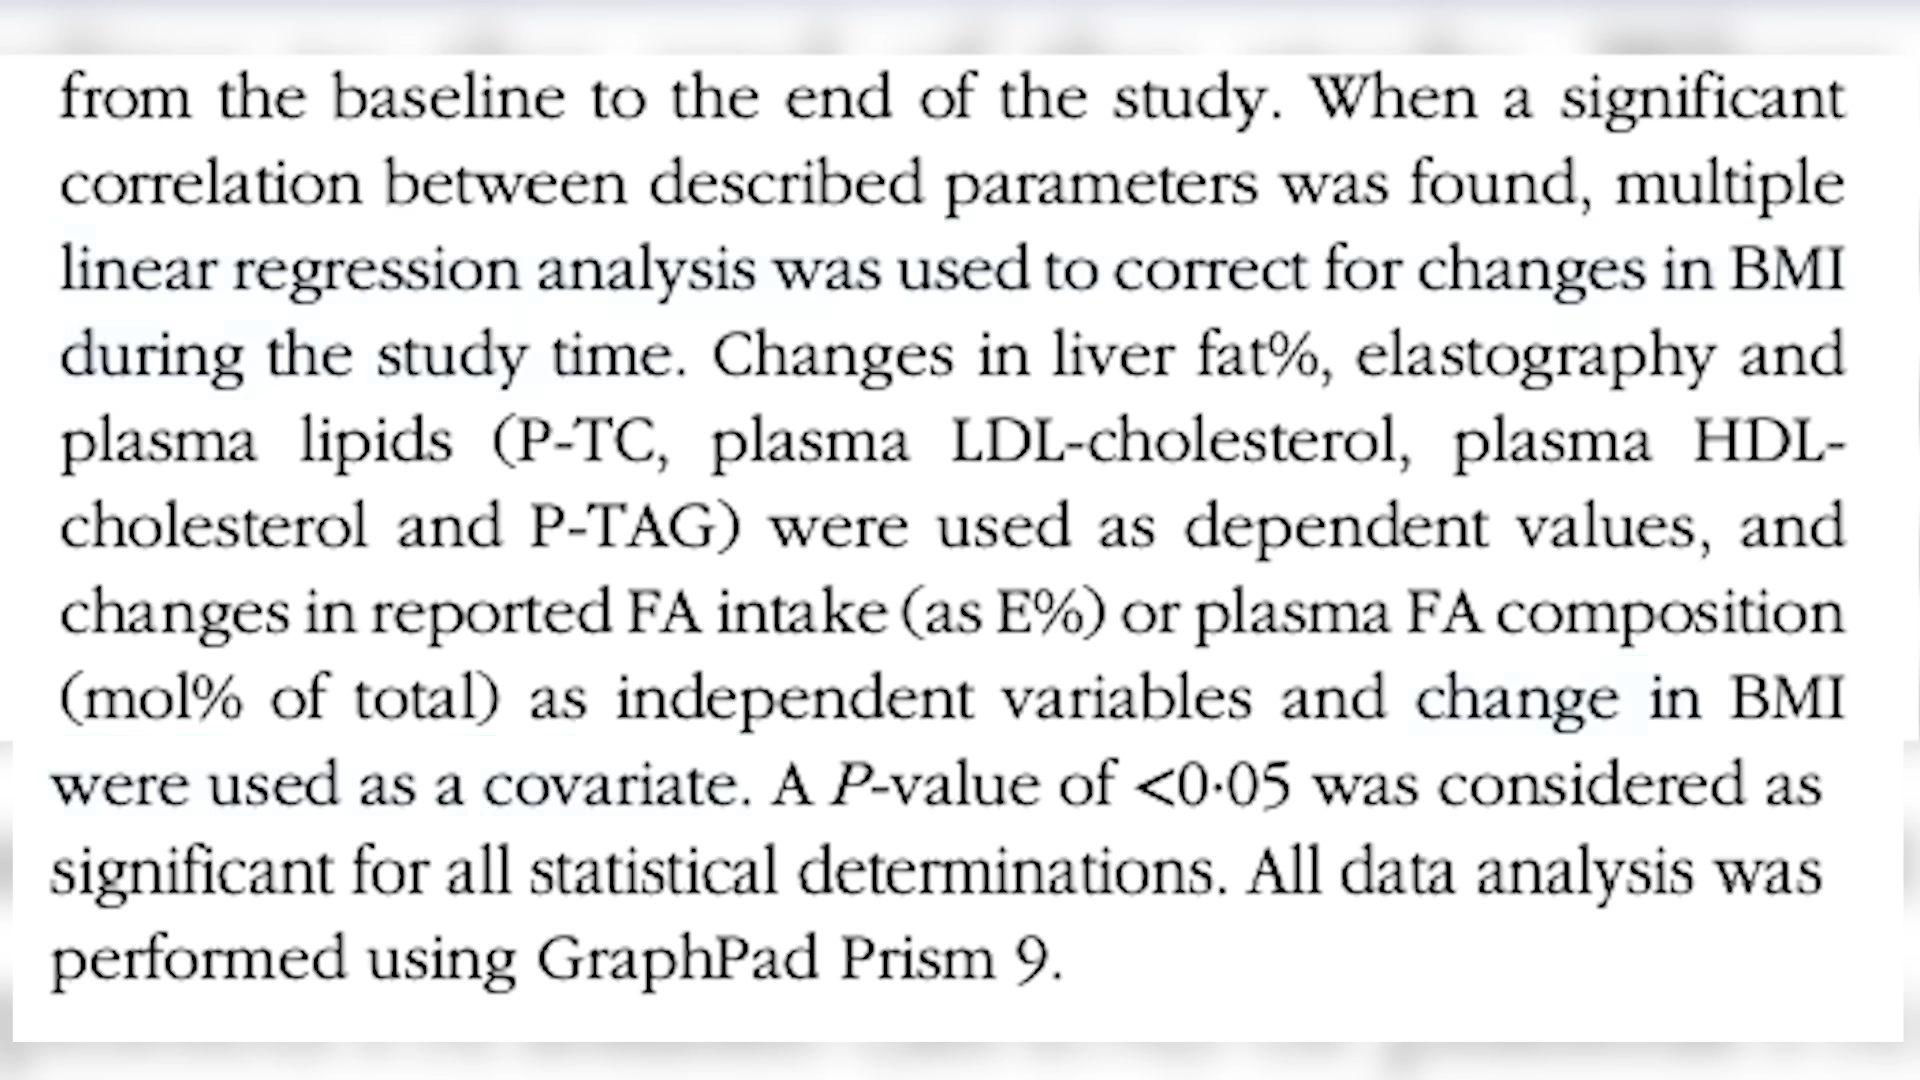 from the baseline to the end of the study. When a significant
correlation between described parameters was found, multiple
linear regression analysis was used to correct for changes in BMI
during the study time. Changes in liver fat%, elastography and
plasma lipids (P-TC, plasma LDL-cholesterol, plasma HDL-
cholesterol and P-TAG) were used as dependent values, and
changes in reported FA intake (as E%) or plasma FA composition
(mol% of total) as independent variables and change in BMI
were used as a covariate. A P-value of <0·05 was considered as
significant for all statistical determinations. All data analysis was
performed using GraphPad Prism 9.